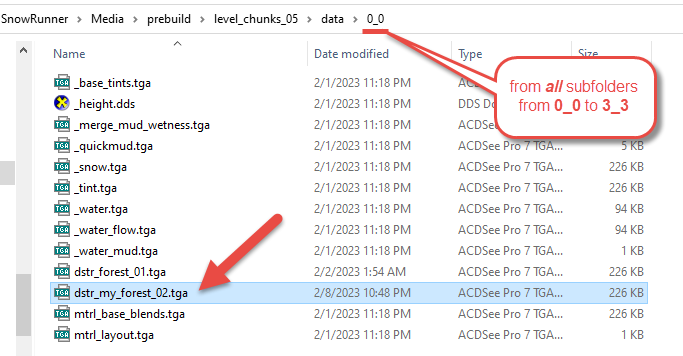 SnowRunner > Media > prebuild > level_chunks_05 > data > 0_0
Name Date modified Type Size
_base_tints.tga 2/1/2023 11:18 PM ACDSee
_height.dds 2/1/2023 11:18 PM DDS Do
_merge_mud_wetness.tga 2/1/2023 11:18 PM ACDSee
_quickmud.tga 2/1/2023 11:18 PM ACDSee Pro 7 TGA... 5 KB
_snow.tga 2/1/2023 11:18 PM ACDSee Pro 7 TGA... 226 KB
_tint.tga 2/1/2023 11:18 PM ACDSee Pro 7 TGA... 226 KB
_water.tga 2/1/2023 11:18 PM ACDSee Pro 7 TGA... 94 KB
_water_flow.tga 2/1/2023 11:18 PM ACDSee Pro 7 TGA... 94 KB
_water_mud.tga 2/1/2023 11:18 PM ACDSee Pro 7 TGA... 1 KB
dstr_forest_01.tga 2/2/2023 1:54 AM ACDSee Pro 7 TGA... 226 KB
dstr_my_forest_02.tga 2/8/2023 10:48 PM ACDSee Pro 7 TGA... 226 KB
mtrl_base_blends.tga 2/1/2023 11:18 PM ACDSee Pro 7 TGA... 226 KB
mtrl_layout.tga 2/1/2023 11:18 PM ACDSee Pro 7 TGA... 226 KB
from all subfolders
from 0_0 to 3_3